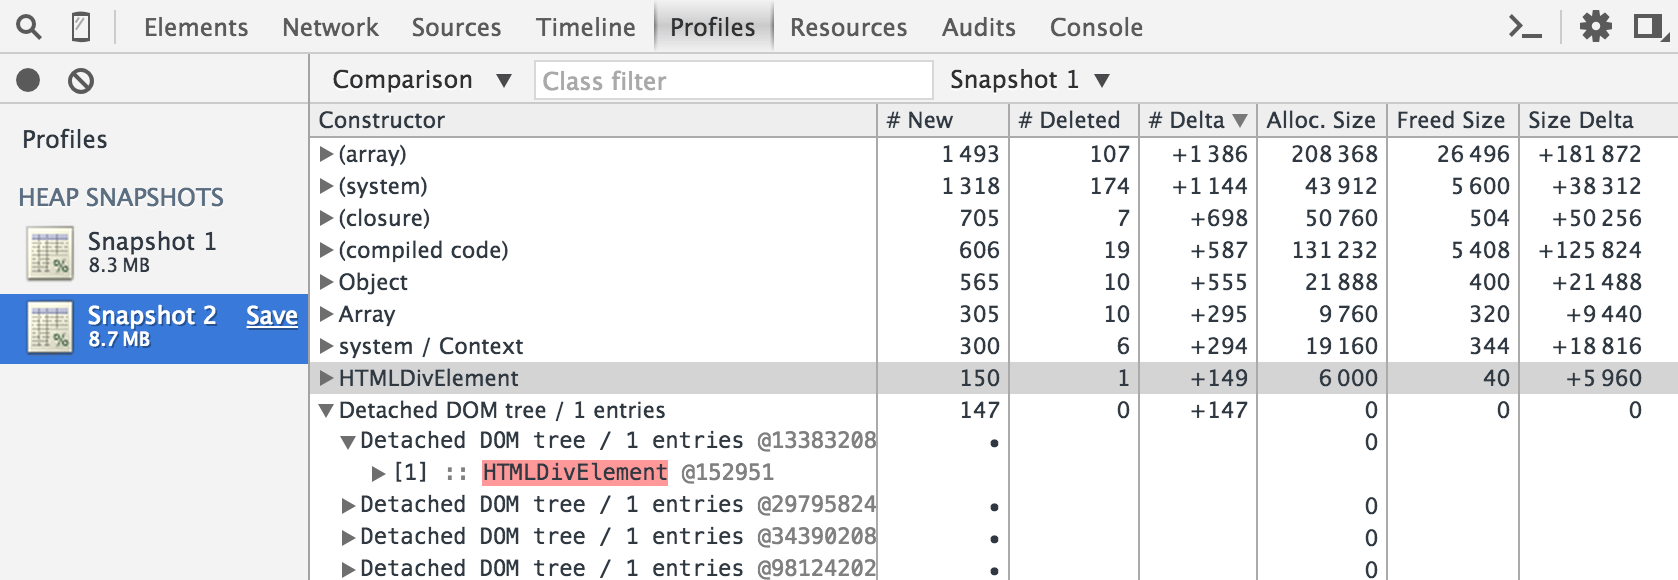 Elements Network Sources Timeline Profiles Resources Audits Console
Comparison ▼ Class filter Snapshot 1 ▼
Profiles
HEAP SNAPSHOTS
Snapshot 1
8.3 MB
Snapshot 2 Save
8.7 MB
Constructor # New # Deleted # Delta ▼ Alloc. Size Freed Size Size Delta
▶(array) 1 493 107 +1 386 208 368 26 496 +181 872
▶(system) 1 318 174 +1 144 43 912 5 600 +38 312
▶(closure) 705 7 +698 50 760 504 +50 256
▶(compiled code) 606 19 +587 131 232 5 408 +125 824
▶Object 565 10 +555 21 888 400 +21 488
▶Array 305 10 +295 9 760 320 +9 440
▶system / Context 300 6 +294 19 160 344 +18 816
▶HTMLDivElement 150 1 +149 6 000 40 +5 960
▼Detached DOM tree / 1 entries 147 0 +147 0 0 0
▼Detached DOM tree / 1 entries @13383208 • 0
▶[1] :: HTMLDivElement @152951
▶Detached DOM tree / 1 entries @29795824 • 0
▶Detached DOM tree / 1 entries @34390208 • 0
▶Detached DOM tree / 1 entries @98124202 • 0